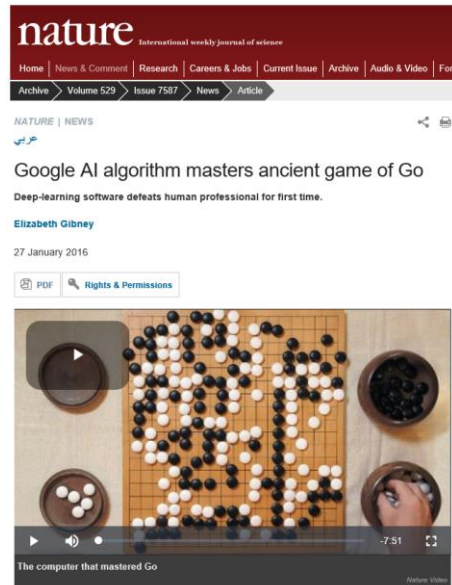 nature International weekly journal of science
Home | News & Comment | Research | Careers & Jobs | Current Issue | Archive | Audio & Video | For
Archive Volume 529 Issue 7587 News Article
NATURE | NEWS
عربي
Google AI algorithm masters ancient game of Go
Deep-learning software defeats human professional for first time.
Elizabeth Gibney
27 January 2016
PDF Rights & Permissions
-7:51
The computer that mastered Go
Nature Video